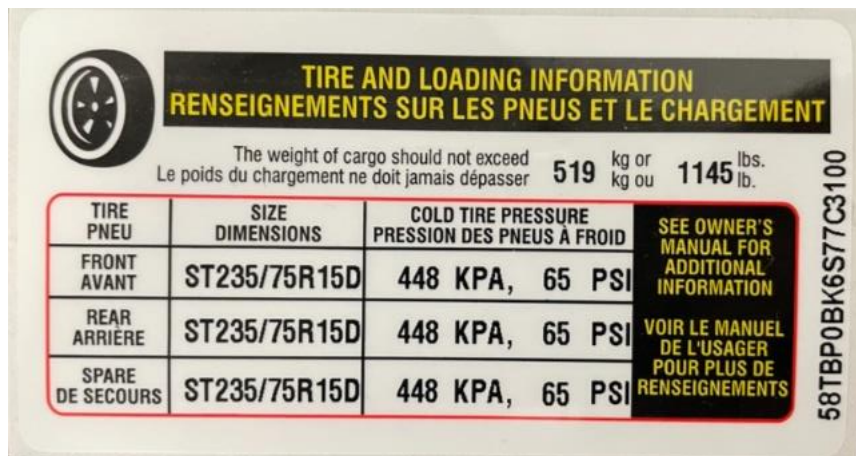 TIRE AND LOADING INFORMATION
RENSEIGNEMENTS SUR LES PNEUS ET LE CHARGEMENT
The weight of cargo should not exceed 519 kg or 1145 lbs.
Le poids du chargement ne doit jamais dépasser kg ou lb.
TIRE SIZE COLD TIRE PRESSURE
PNEU DIMENSIONS PRESSION DES PNEUS À FROID
FRONT
AVANT ST235/75R15D 448 KPA, 65 PSI
REAR
ARRIÈRE ST235/75R15D 448 KPA, 65 PSI
SPARE
DE SECOURS ST235/75R15D 448 KPA, 65 PSI
SEE OWNER'S
MANUAL FOR
ADDITIONAL
INFORMATION
VOIR LE MANUEL
DE L'USAGER
POUR PLUS DE
RENSEIGNEMENTS
58TBP0BK6S77C3100